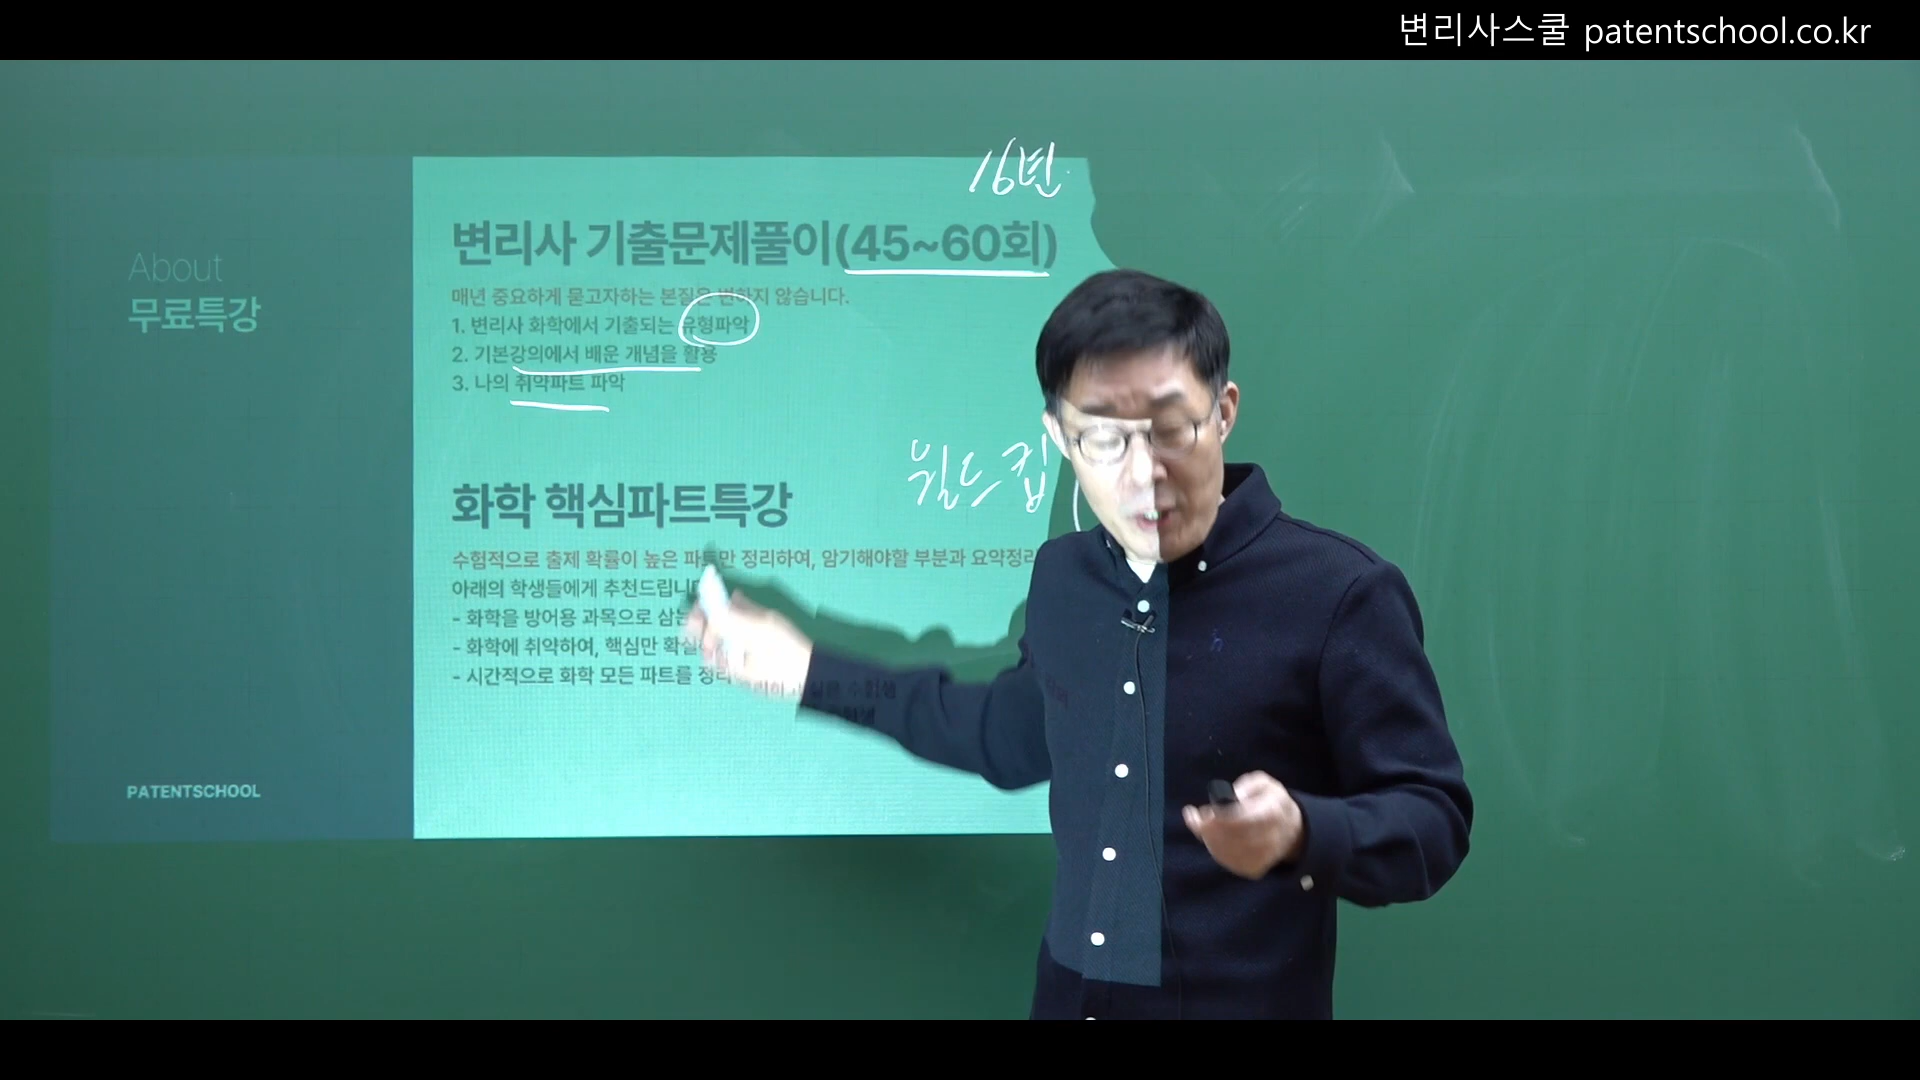 변리사스쿨 patentschool.co.kr
16년
About
무료특강
변리사 기출문제풀이(45~60회)
매년 중요하게 묻고자하는 본질은 변하지 않습니다.
1. 변리사 화학에서 기출되는 유형파악
2. 기본강의에서 배운 개념을 활용
3. 나의 취약파트 파악
월드컵
화학 핵심파트특강
수험적으로 출제 확률이 높은 파트만 정리하여, 암기해야할 부분과 요약정리
아래의 학생들에게 추천드립니다
- 화학을 방어용 과목으로 삼는
- 화학에 취약하여, 핵심만 확실
- 시간적으로 화학 모든 파트를 정리
PATENTSCHOOL